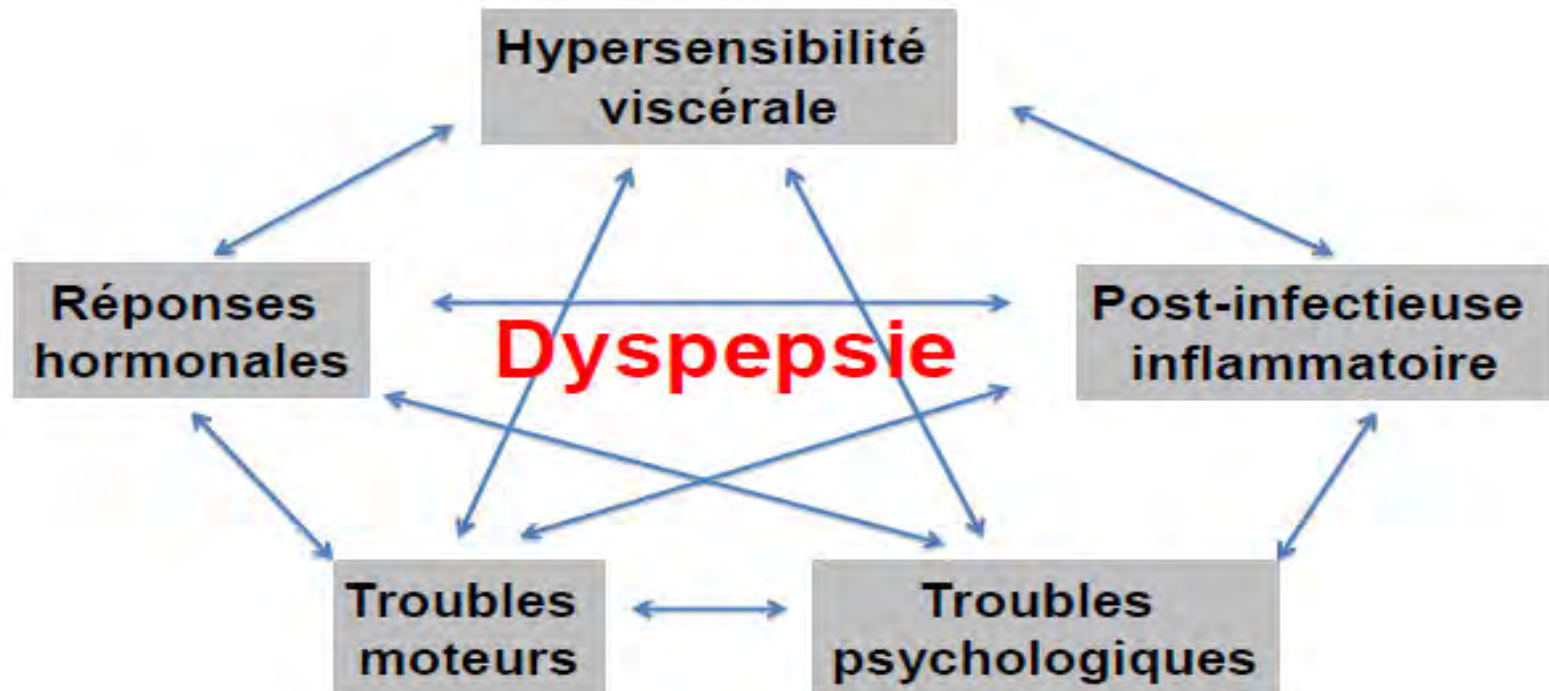 Hypersensibilité
viscérale
Réponses
hormonales
Dyspepsie
Post-infectieuse
inflammatoire
Troubles
moteurs
Troubles
psychologiques